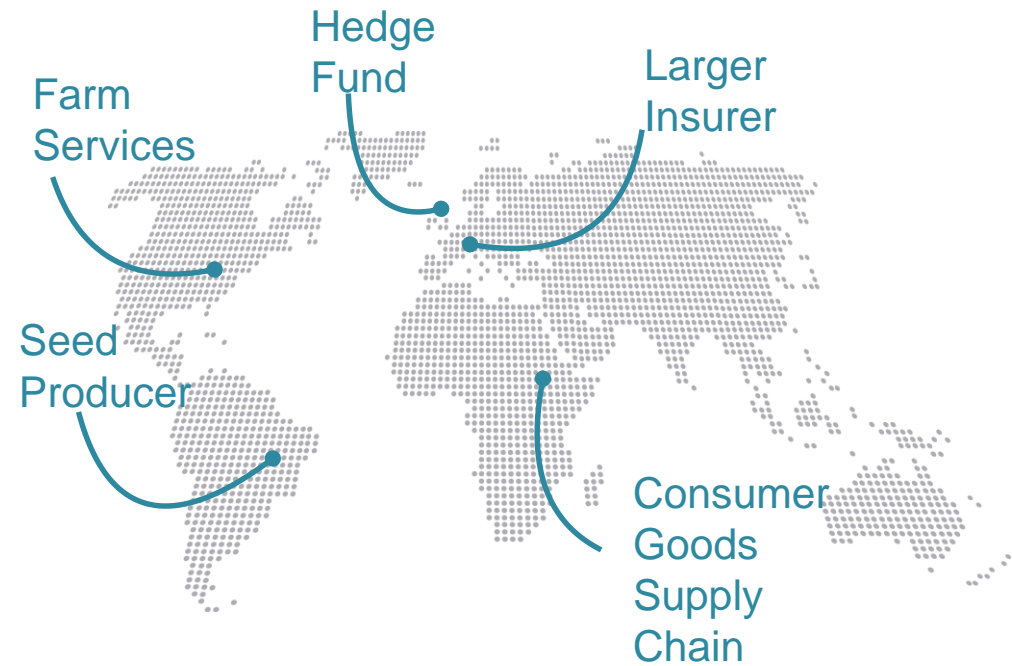 Hedge
Fund
Larger
Insurer
Farm
Services
Seed
Producer
Consumer
Goods
Supply
Chain